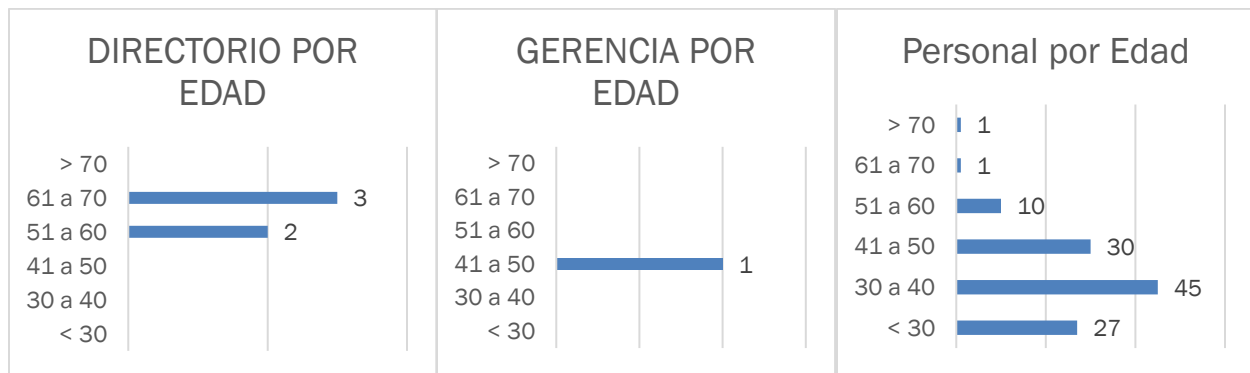 DIRECTORIO POR
EDAD
> 70
61 a 70 3
51 a 60 2
41 a 50
30 a 40
< 30
GERENCIA POR
EDAD
> 70
61 a 70
51 a 60
41 a 50 1
30 a 40
< 30
Personal por Edad
> 70 1
61 a 70 1
51 a 60 10
41 a 50 30
30 a 40 45
< 30 27